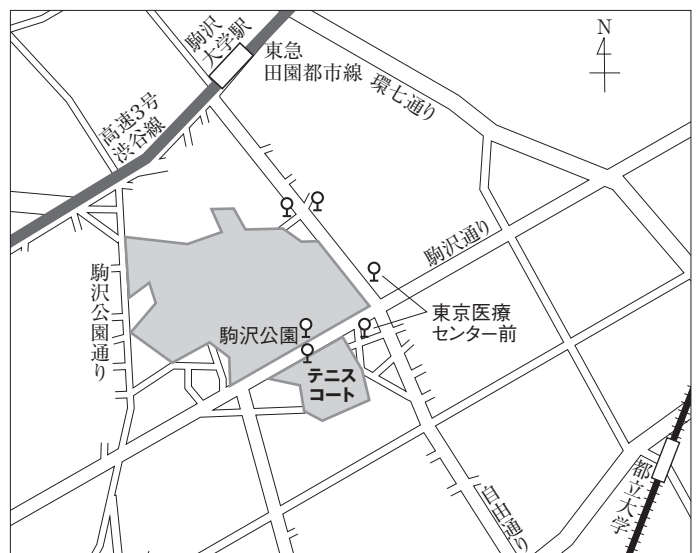 駒沢
大学駅
東急
田園都市線
N
環七通り
高速3号
渋谷線
駒沢通り
駒沢公園通り
東京医療
センター前
駒沢公園
テニス
コート
自由通り
都立大学